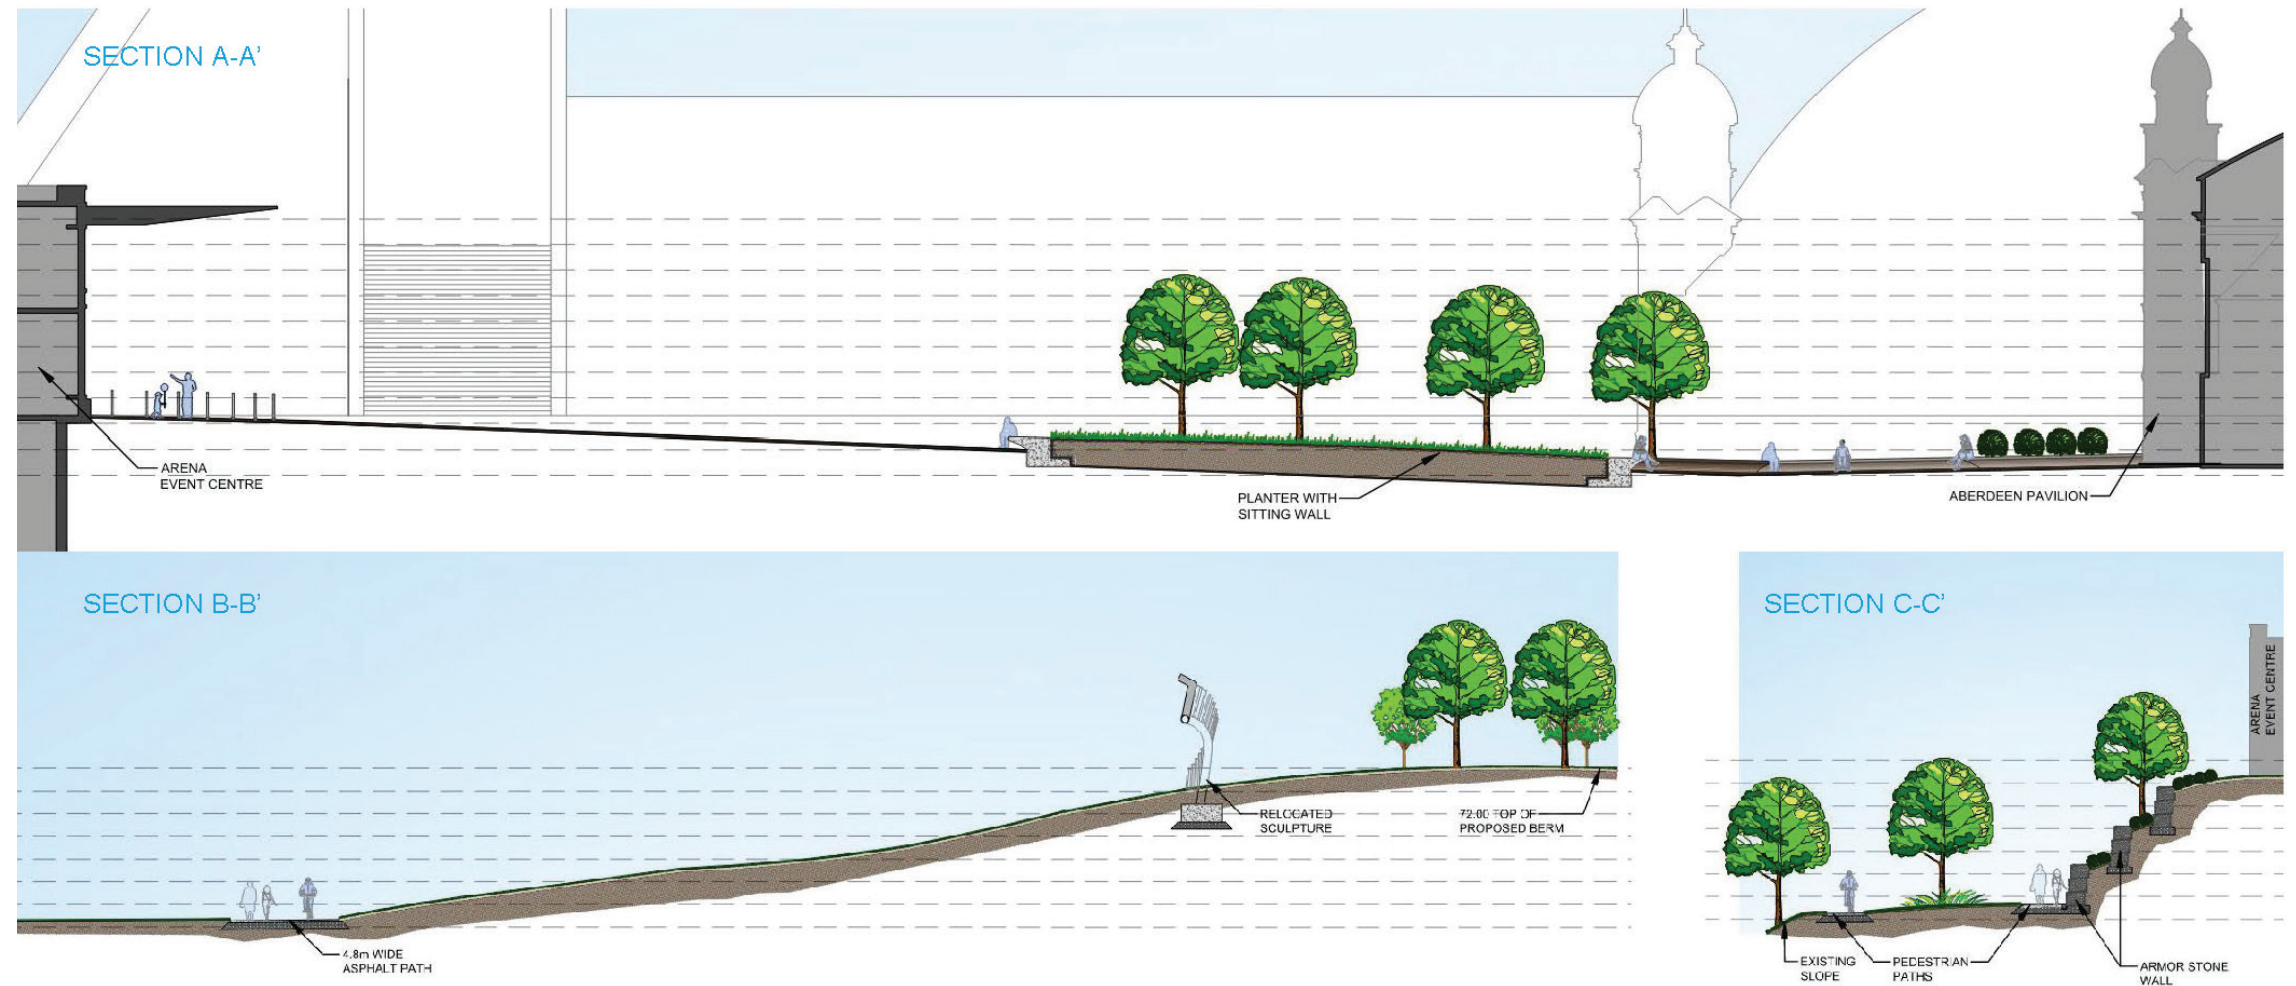 SECTION A-A’
ARENA
EVENT CENTRE
PLANTER WITH
SITTING WALL
ABERDEEN PAVILION
SECTION B-B’
RELOCATED
SCULPTURE
72.00 TOP OF
PROPOSED BERM
4.8m WIDE
ASPHALT PATH
SECTION C-C’
ARENA
EVENT CENTRE
EXISTING
SLOPE
PEDESTRIAN
PATHS
ARMOR STONE
WALL